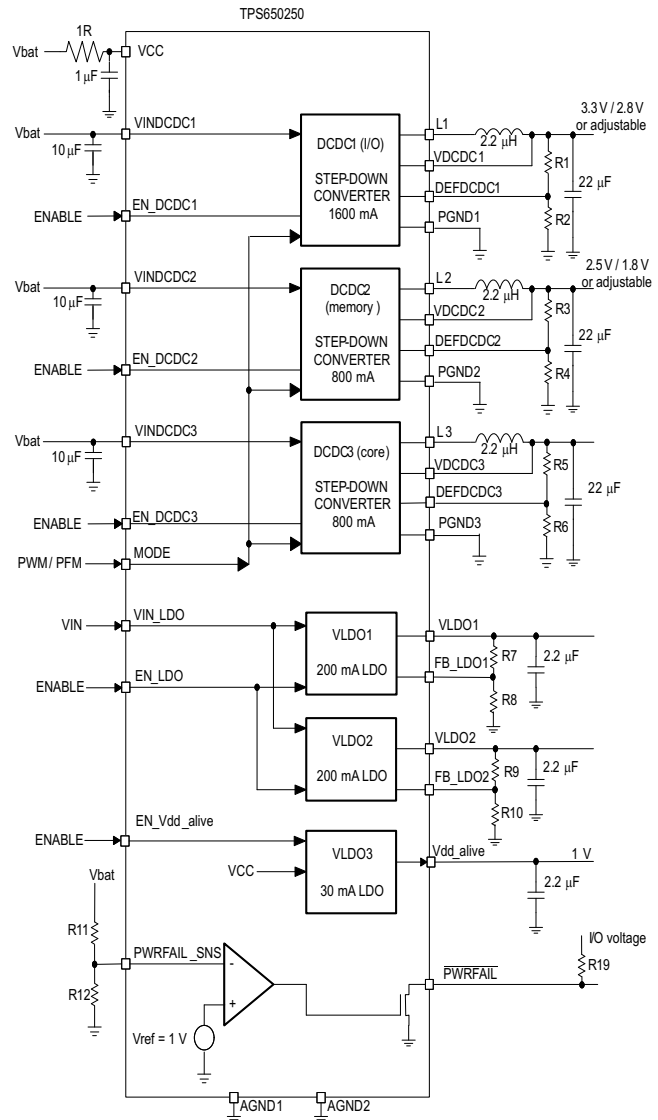 TPS650250
1R
Vbat
VCC
1 μF
3.3 V / 2.8 V
or adjustable
Vbat
VINDCDC1
10 μF
DCDC1 (I/O)
STEP-DOWN
CONVERTER
1600 mA
L1
2.2 μH
VDCDC1
R1
22 μF
DEFDCDC1
R2
PGND1
ENABLE
EN_DCDC1
2.5V / 1.8 V
or adjustable
Vbat
VINDCDC2
10 μF
DCDC2
(memory )
STEP-DOWN
CONVERTER
800 mA
L2
2.2 μH
VDCDC2
R3
22 μF
DEFDCDC2
R4
PGND2
ENABLE
EN_DCDC2
Vbat
VINDCDC3
10 μF
DCDC3 (core)
STEP-DOWN
CONVERTER
800 mA
L3
2.2 μH
VDCDC3
R5
22 μF
DEFDCDC3
R6
PGND3
ENABLE
EN_DCDC3
PWM / PFM
MODE
VIN
VIN_LDO
VLDO1
200 mA LDO
VLDO1
R7
2.2 μF
FB_LDO1
R8
ENABLE
EN_LDO
VLDO2
200 mA LDO
VLDO2
R9
2.2 μF
FB_LDO2
R10
ENABLE
EN_Vdd_alive
VLDO3
30 mA LDO
VCC
Vdd_alive
1 V
2.2 μF
Vbat
R11
PWRFAIL_SNS
R12
-
+
Vref = 1 V
PWRFAIL
I/O voltage
R19
AGND1
AGND2